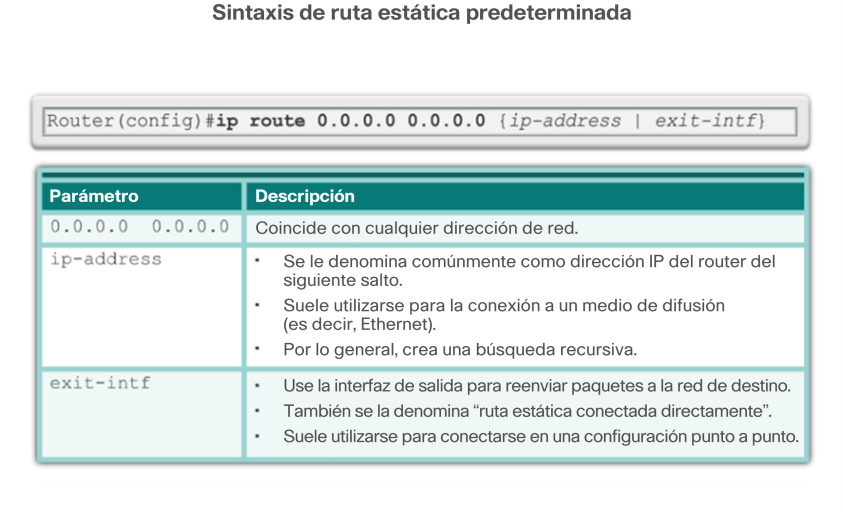 Sintaxis de ruta estática predeterminada
Router(config)#ip route 0.0.0.0 0.0.0.0 {ip-address | exit-intf}
Parámetro Descripción
0.0.0.0 0.0.0.0 Coincide con cualquier dirección de red.
ip-address
• Se le denomina comúnmente como dirección IP del router del
siguiente salto.
• Suele utilizarse para la conexión a un medio de difusión
(es decir, Ethernet).
• Por lo general, crea una búsqueda recursiva.
exit-intf
• Use la interfaz de salida para reenviar paquetes a la red de destino.
• También se la denomina “ruta estática conectada directamente”.
• Suele utilizarse para conectarse en una configuración punto a punto.